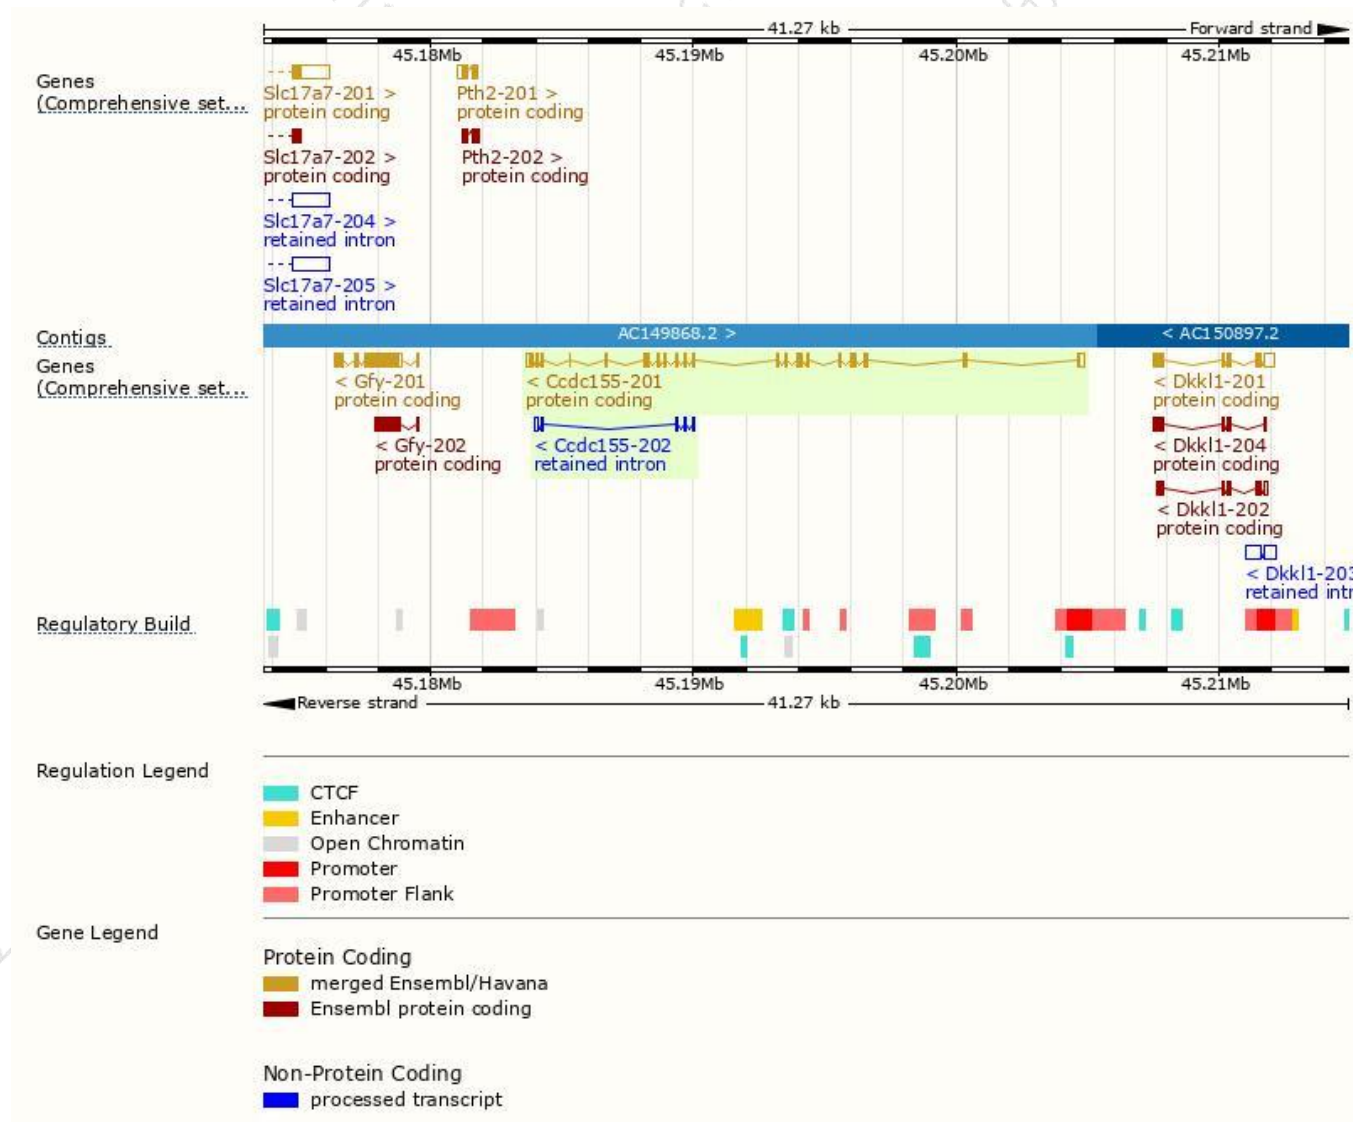 41.27 kb Forward strand
45.18Mb 45.19Mb 45.20Mb 45.21Mb
Genes
(Comprehensive set...
Slc17a7-201 > Pth2-201 >
protein coding protein coding
Slc17a7-202 > Pth2-202 >
protein coding protein coding
Slc17a7-204 >
retained intron
Slc17a7-205 >
retained intron
Contigs AC149868.2 > < AC150897.2
Genes
(Comprehensive set...
< Gfy-201 < Ccdc155-201 < Dkkl1-201
protein coding protein coding protein coding
< Gfy-202 < Ccdc155-202 < Dkkl1-204
protein coding retained intron protein coding
< Dkkl1-202
protein coding
< Dkkl1-203
retained intr
Regulatory Build
45.18Mb 45.19Mb 45.20Mb 45.21Mb
Reverse strand 41.27 kb
Regulation Legend
CTCF
Enhancer
Open Chromatin
Promoter
Promoter Flank
Gene Legend
Protein Coding
merged Ensembl/Havana
Ensembl protein coding
Non-Protein Coding
processed transcript